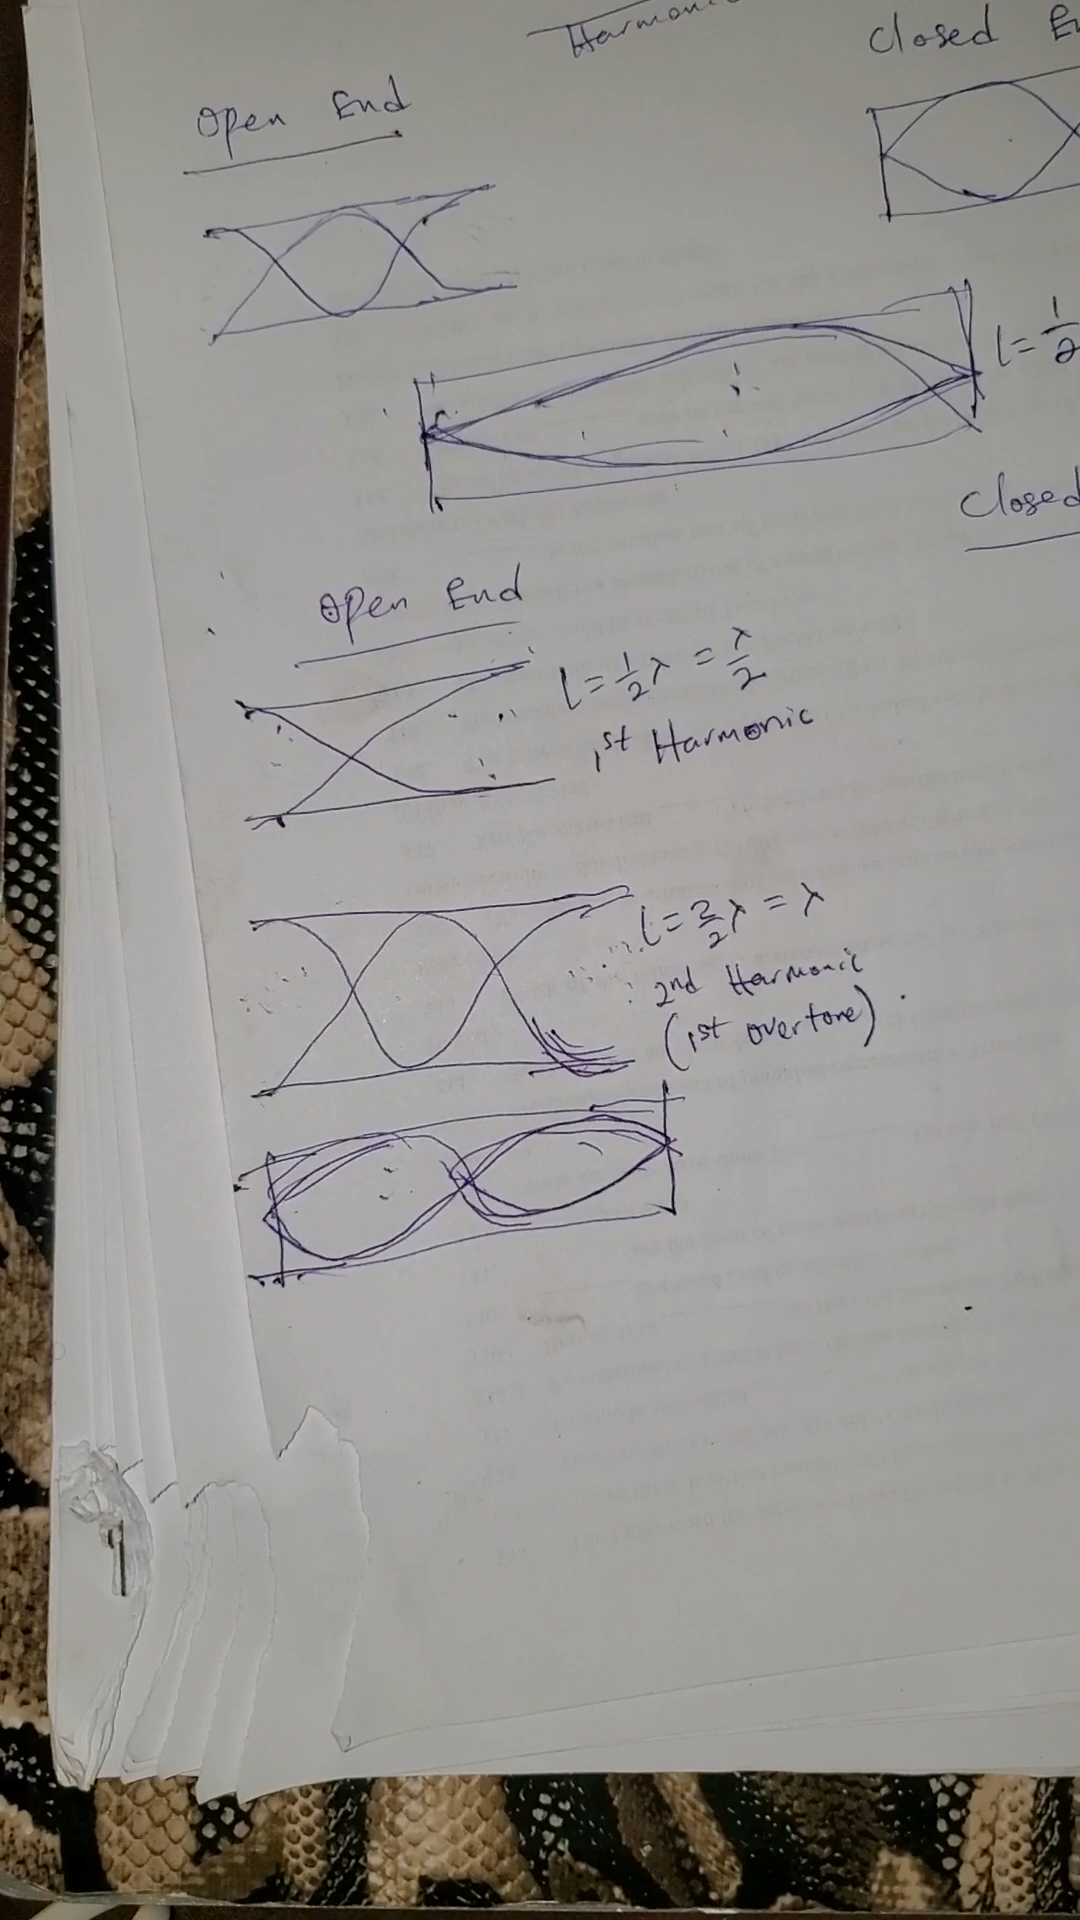 Harmonic
Closed
Open End
l = 1/2
Closed
Open End
l = 1/2 λ = λ/2
1st Harmonic
l = 2/2 λ = λ
2nd Harmonic
(1st overtone)